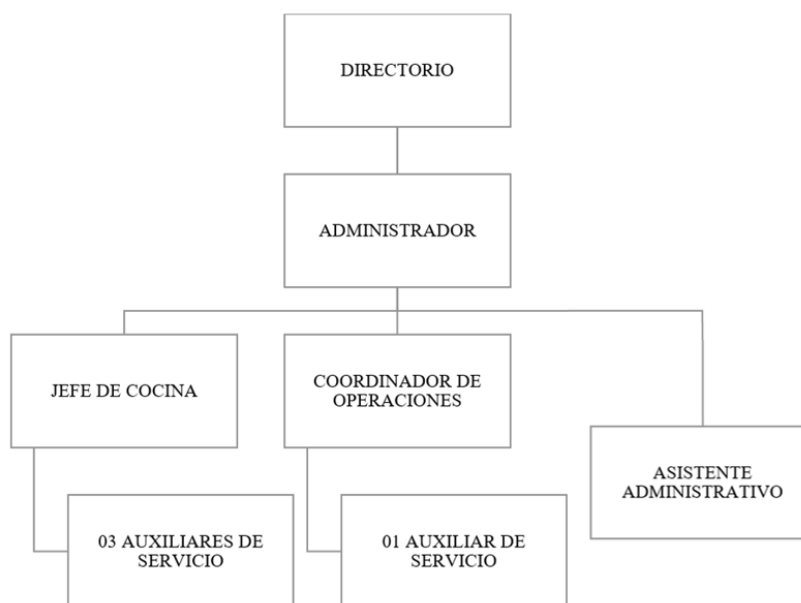 DIRECTORIO
ADMINISTRADOR
JEFE DE COCINA
COORDINADOR DE
OPERACIONES
ASISTENTE
ADMINISTRATIVO
03 AUXILIARES DE
SERVICIO
01 AUXILIAR DE
SERVICIO